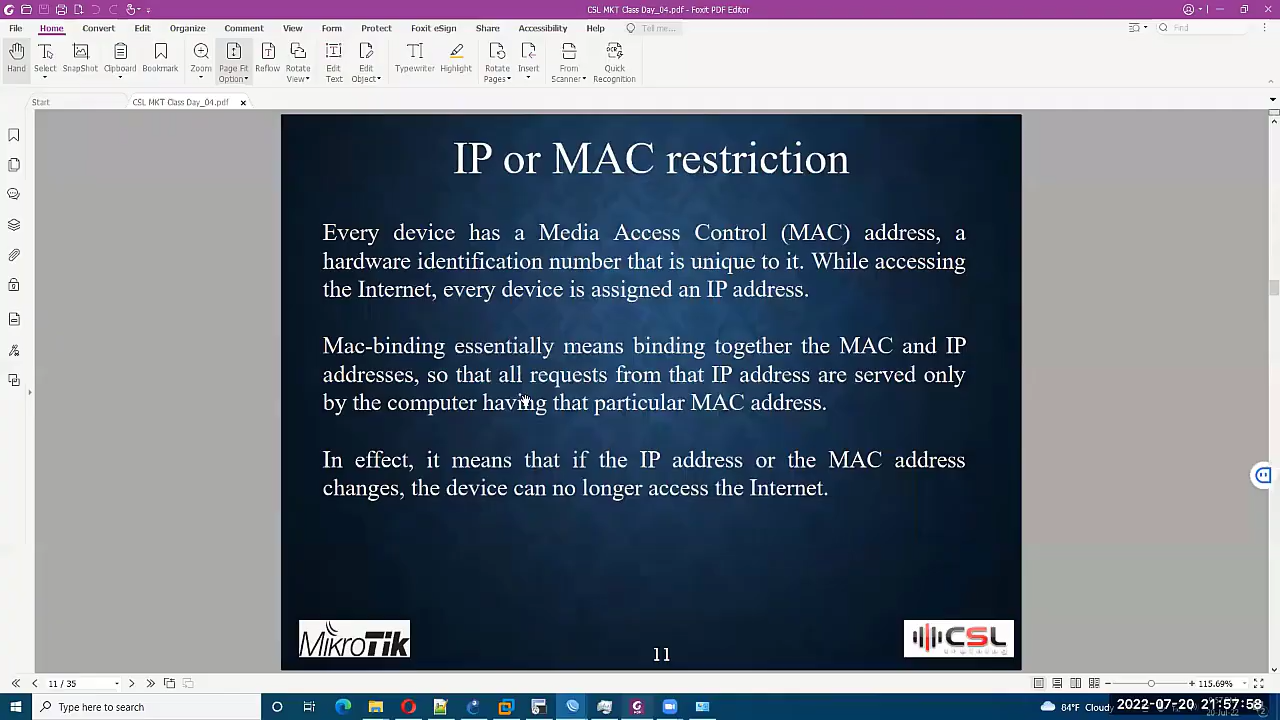 CSL MKT Class Day_04.pdf - Foxit PDF Editor
File Home Convert Edit Organize Comment View Form Protect Foxit eSign Share Accessibility Help Tell me... Find
Hand Select SnapShot Clipboard Bookmark Zoom Page Fit Option Reflow Rotate View Edit Text Edit Object Typewriter Highlight Rotate Pages Insert From Scanner Quick Recognition
Start CSL MKT Class Day_04.pdf
IP or MAC restriction
Every device has a Media Access Control (MAC) address, a
hardware identification number that is unique to it. While accessing
the Internet, every device is assigned an IP address.
Mac-binding essentially means binding together the MAC and IP
addresses, so that all requests from that IP address are served only
by the computer having that particular MAC address.
In effect, it means that if the IP address or the MAC address
changes, the device can no longer access the Internet.
MikroTik
CSL
11
11 / 35
115.69%
Type here to search
84°F Cloudy
2022-07-20 21:57:58